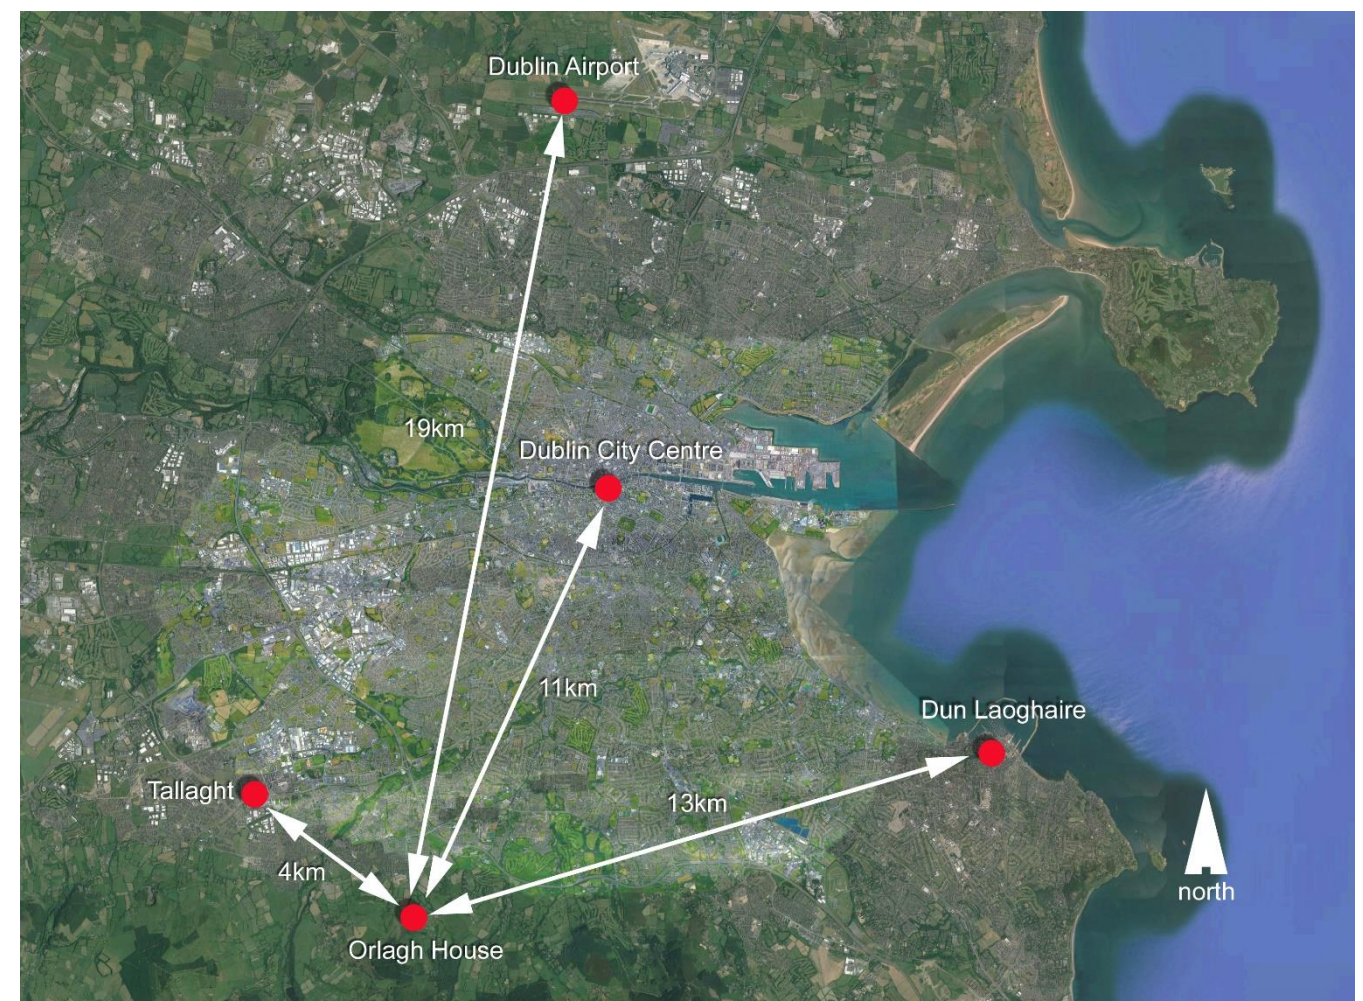 Dublin Airport
19km
Dublin City Centre
11km
Dun Laoghaire
Tallaght
13km
4km
north
Orlagh House